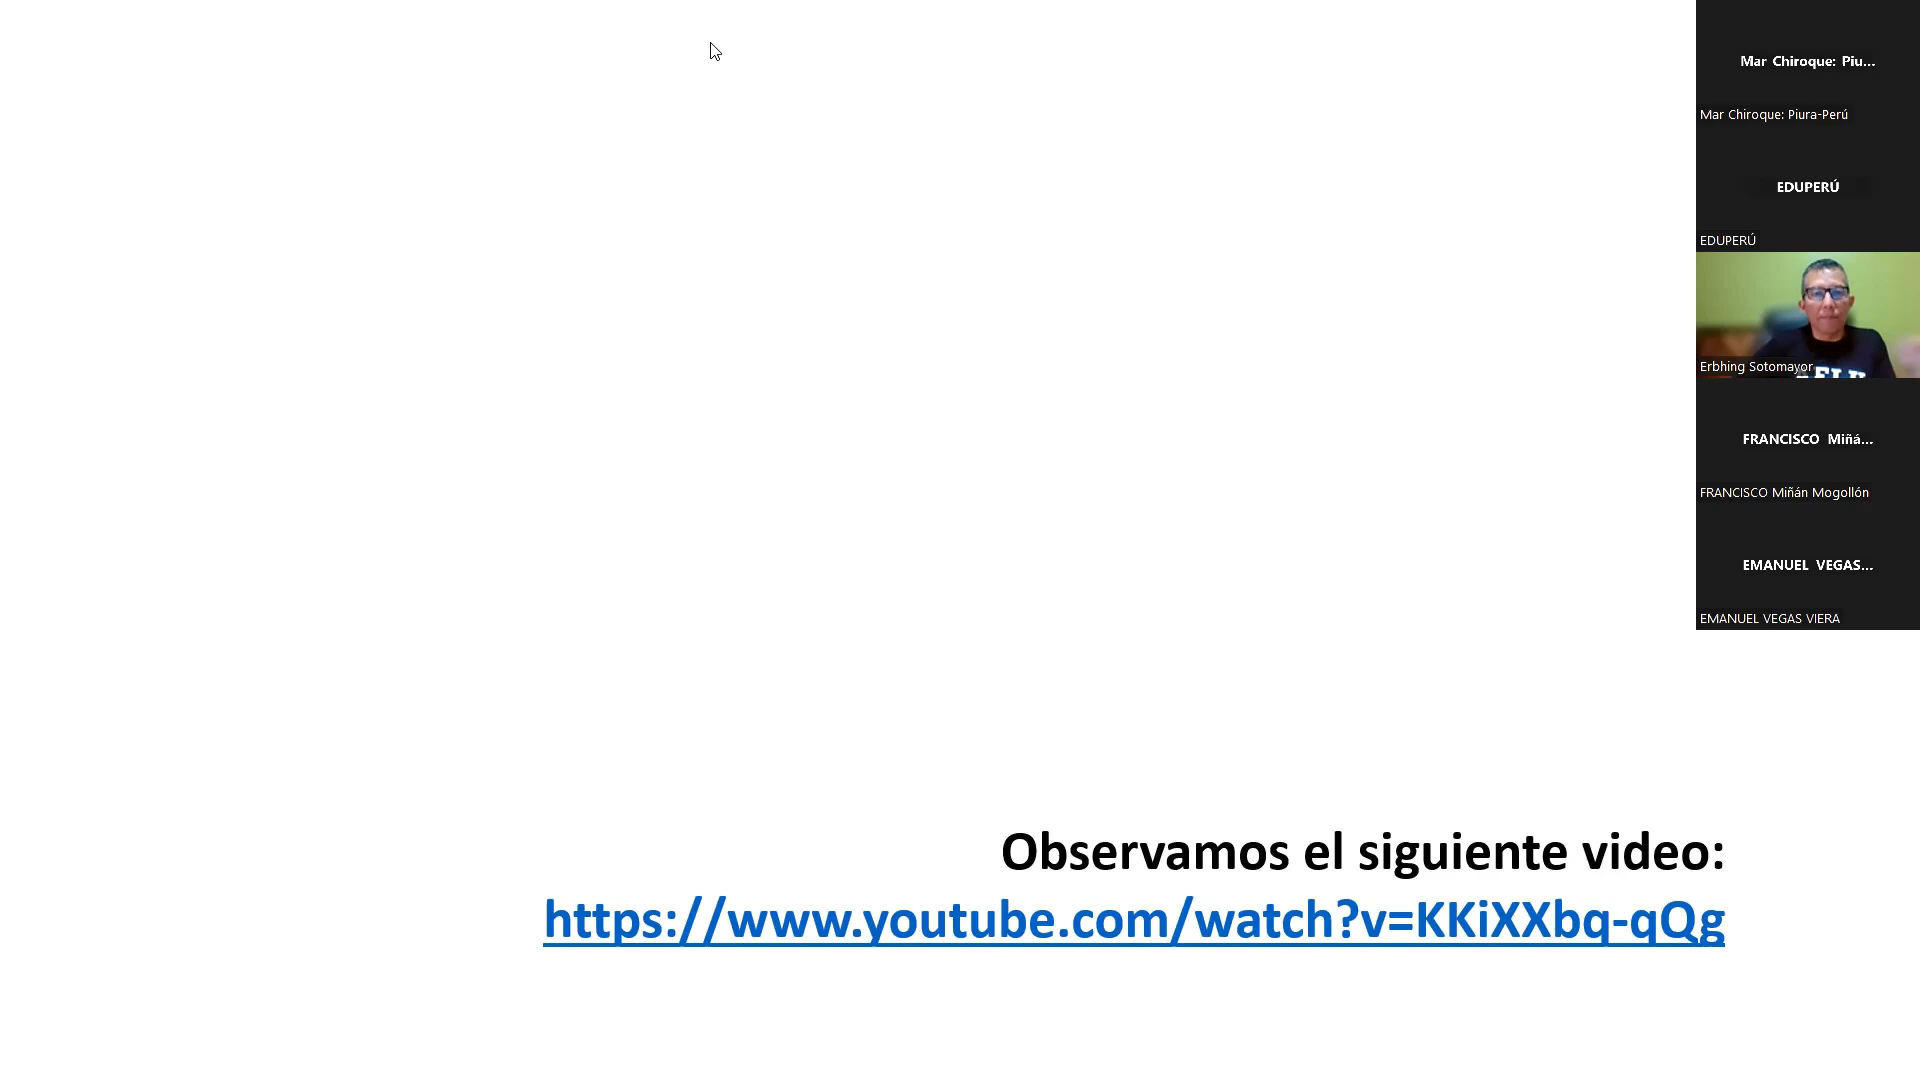 Mar Chiroque: Piu...
Mar Chiroque: Piura-Perú
EDUPERÚ
EDUPERÚ
Erbhing Sotomayor
FRANCISCO Miñá...
FRANCISCO Miñán Mogollón
EMANUEL VEGAS...
EMANUEL VEGAS VIERA
Observamos el siguiente video:
https://www.youtube.com/watch?v=KKiXXbq-qQg